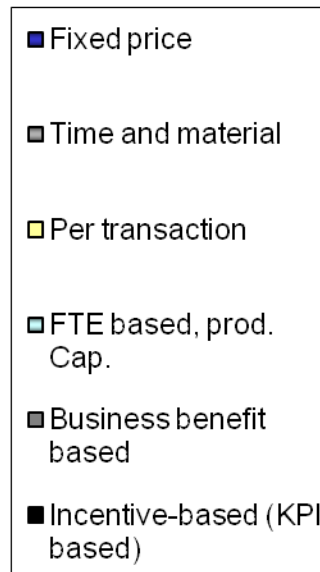 Fixed price
Time and material
Per transaction
FTE based, prod.
Cap.
Business benefit
based
Incentive-based (KPI
based)